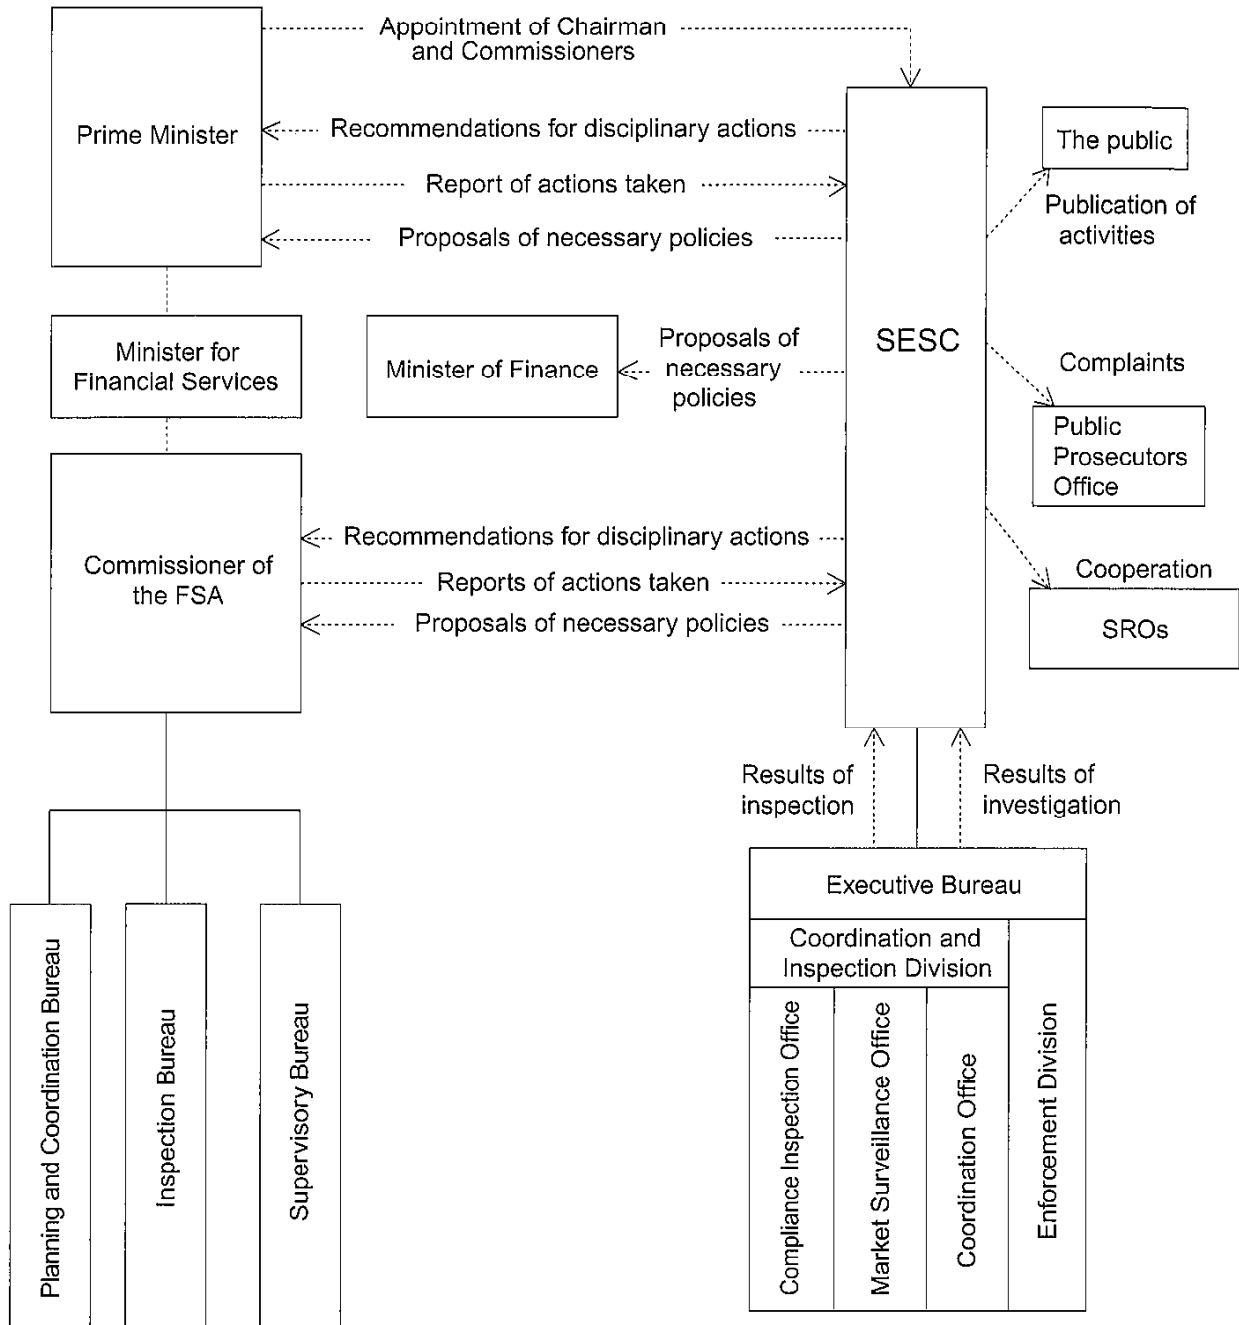 Appointment of Chairman
and Commissioners
Prime Minister
Recommendations for disciplinary actions
Report of actions taken
Proposals of necessary policies
The public
Publication of
activities
Minister for
Financial Services
Minister of Finance
Proposals of
necessary
policies
SESC
Complaints
Public
Prosecutors
Office
Commissioner of
the FSA
Recommendations for disciplinary actions
Reports of actions taken
Proposals of necessary policies
Cooperation
SROs
Results of
inspection
Results of
investigation
Planning and Coordination Bureau
Inspection Bureau
Supervisory Bureau
Executive Bureau
Coordination and
Inspection Division
Compliance Inspection Office
Market Surveillance Office
Coordination Office
Enforcement Division